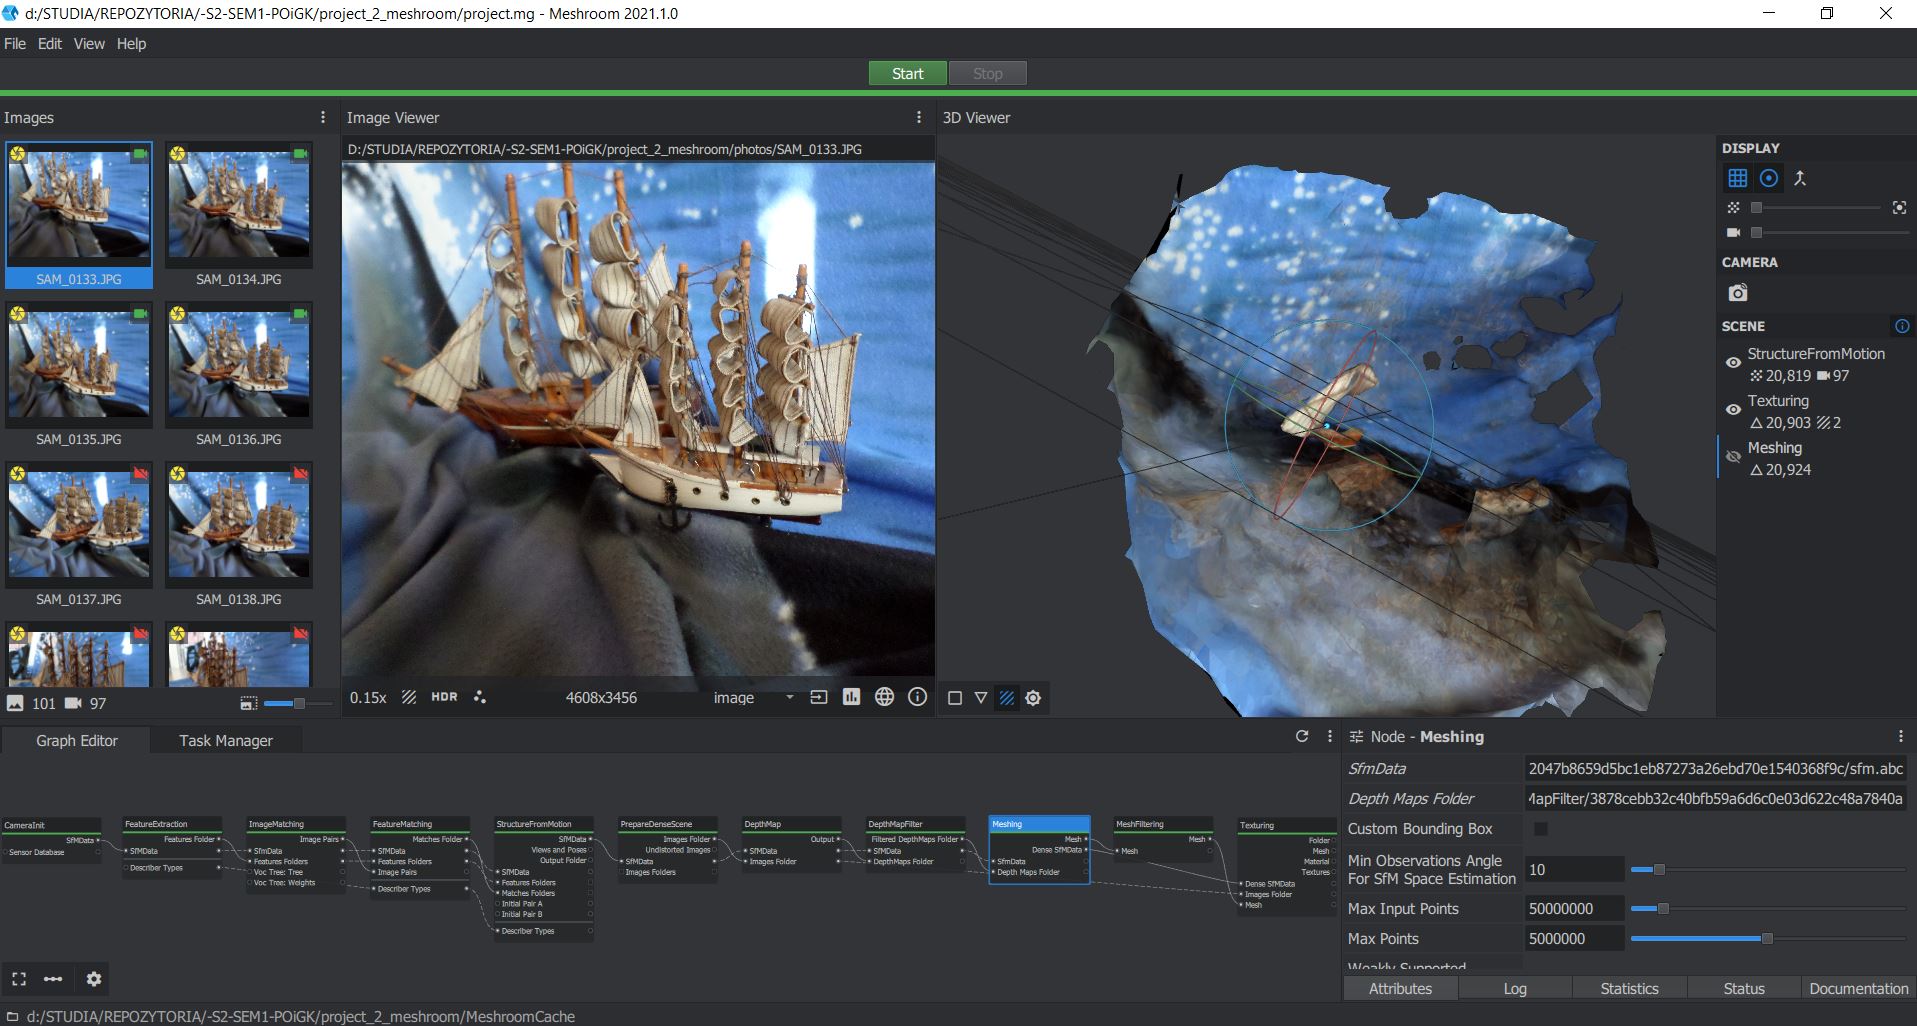 d:/STUDIA/REPOZYTORIA/-S2-SEM1-POiGK/project_2_meshroom/project.mg - Meshroom 2021.1.0
File Edit View Help
Start Stop
Images
SAM_0133.JPG SAM_0134.JPG
SAM_0135.JPG SAM_0136.JPG
SAM_0137.JPG SAM_0138.JPG
101 97
Image Viewer
D:/STUDIA/REPOZYTORIA/-S2-SEM1-POiGK/project_2_meshroom/photos/SAM_0133.JPG
0.15x HDR 4608x3456 image
3D Viewer
DISPLAY
CAMERA
SCENE
StructureFromMotion
20,819 97
Texturing
20,903 2
Meshing
20,924
Graph Editor Task Manager
CameraInit
SfMData
Sensor Database
FeatureExtraction
Features Folder
SfMData
Describer Types
ImageMatching
Image Pairs
SfmData
Features Folders
Voc Tree: Tree
Voc Tree: Weights
FeatureMatching
Matches Folder
SfMData
Features Folders
Image Pairs
Describer Types
StructureFromMotion
SfMData
Views and Poses
Output Folder
SfMData
Features Folders
Matches Folders
Initial Pair A
Initial Pair B
Describer Types
PrepareDenseScene
Images Folder
Undistorted Images
SfMData
Images Folders
DepthMap
Output
SfMData
Images Folder
DepthMapFilter
Filtered DepthMaps Folder
SfMData
DepthMaps Folder
Meshing
Mesh
Dense SfMData
SfmData
Depth Maps Folder
MeshFiltering
Mesh
Mesh
Texturing
Folder
Mesh
Material
Textures
Dense SfMData
Images Folder
Mesh
Node - Meshing
SfmData 2047b8659d5bc1eb87273a26ebd70e1540368f9c/sfm.abc
Depth Maps Folder MapFilter/3878cebb32c40bfb59a6d6c0e03d622c48a7840a
Custom Bounding Box
Min Observations Angle
For SfM Space Estimation 10
Max Input Points 50000000
Max Points 5000000
Weakly Supported
Attributes Log Statistics Status Documentation
d:/STUDIA/REPOZYTORIA/-S2-SEM1-POiGK/project_2_meshroom/MeshroomCache